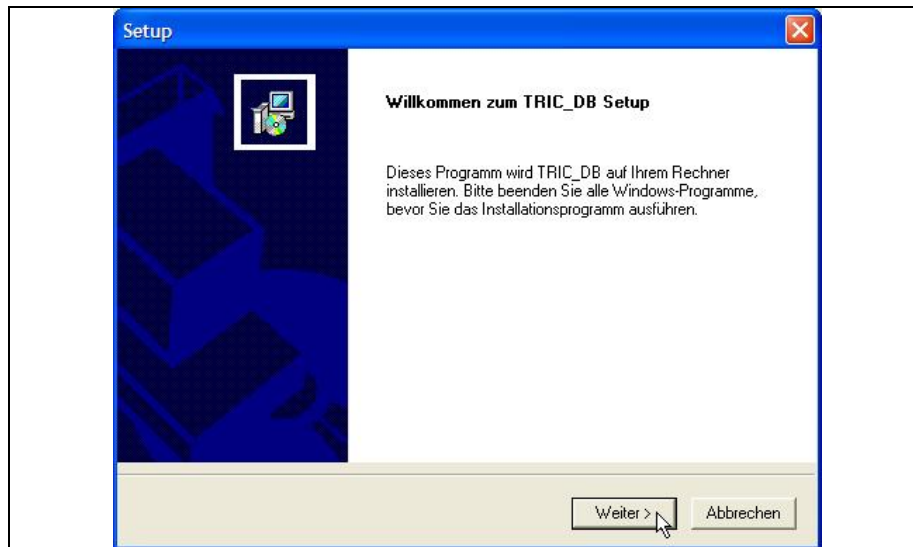 Setup
Willkommen zum TRIC_DB Setup
Dieses Programm wird TRIC_DB auf Ihrem Rechner
installieren. Bitte beenden Sie alle Windows-Programme,
bevor Sie das Installationsprogramm ausführen.
Weiter >
Abbrechen